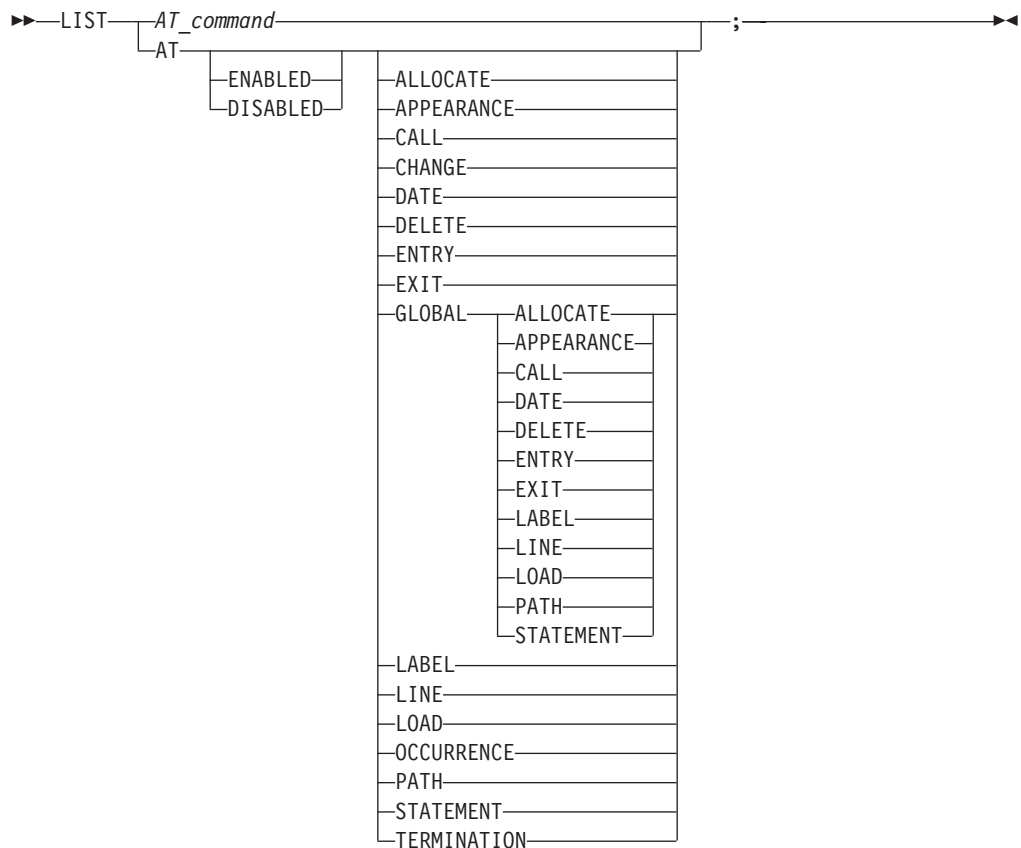 LIST AT_command ;
AT
ENABLED ALLOCATE
DISABLED APPEARANCE
CALL
CHANGE
DATE
DELETE
ENTRY
EXIT
GLOBAL ALLOCATE
APPEARANCE
CALL
DATE
DELETE
ENTRY
EXIT
LABEL
LINE
LOAD
PATH
STATEMENT
LABEL
LINE
LOAD
OCCURRENCE
PATH
STATEMENT
TERMINATION